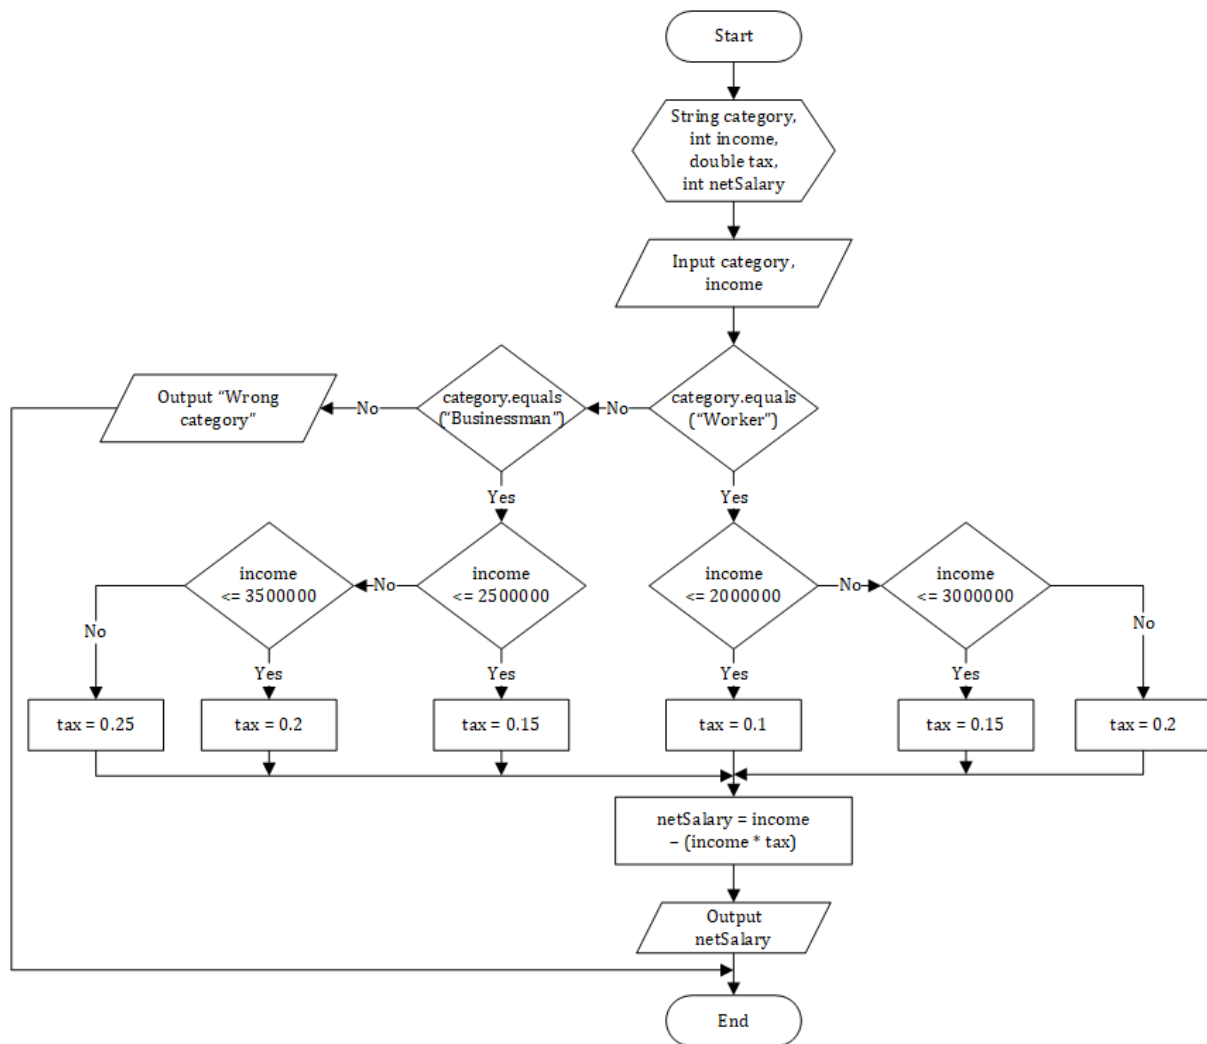 Start
String category,
int income,
double tax,
int netSalary
Input category,
income
category.equals
("Worker")
No
category.equals
(“Businessman”)
No
Output “Wrong
category”
Yes
Yes
income
<= 3500000
No
income
<= 2500000
income
<= 2000000
No
income
<= 3000000
No
Yes
Yes
Yes
Yes
No
tax = 0.25
tax = 0.2
tax = 0.15
tax = 0.1
tax = 0.15
tax = 0.2
netSalary = income
– (income * tax)
Output
netSalary
End